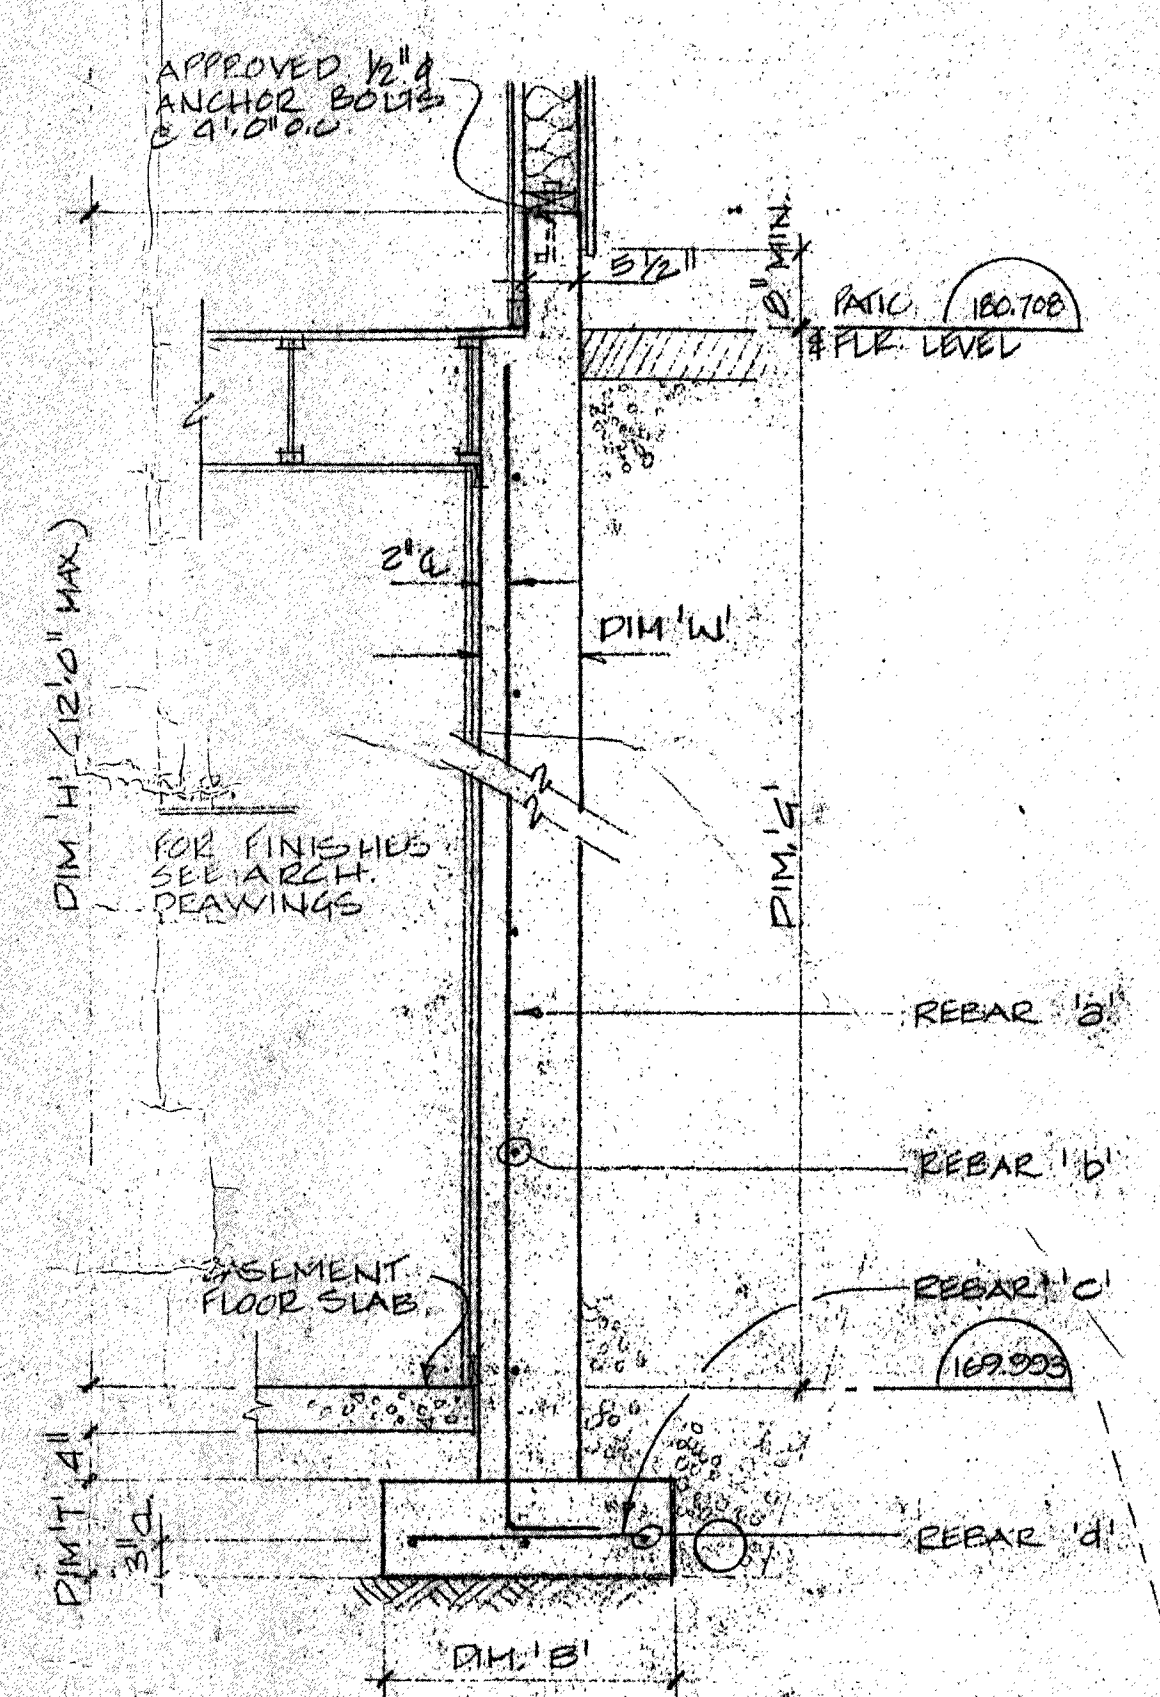 APPROVED 1/2"ɸ
ANCHOR BOLTS
@ 4'-0" O.C.
5 1/2"
8" MIN.
PATIO 180.708
& FLR. LEVEL
2" CL
DIM 'W'
DIM 'H' (12'-0" MAX.)
DIM. 'G'
FOR FINISHES
SEE ARCH.
DRAWINGS
REBAR 'a'
REBAR 'b'
BASEMENT
FLOOR SLAB
REBAR 'c'
169.993
4"
DIM 'T'
3" CL
REBAR 'd'
DIM. 'B'